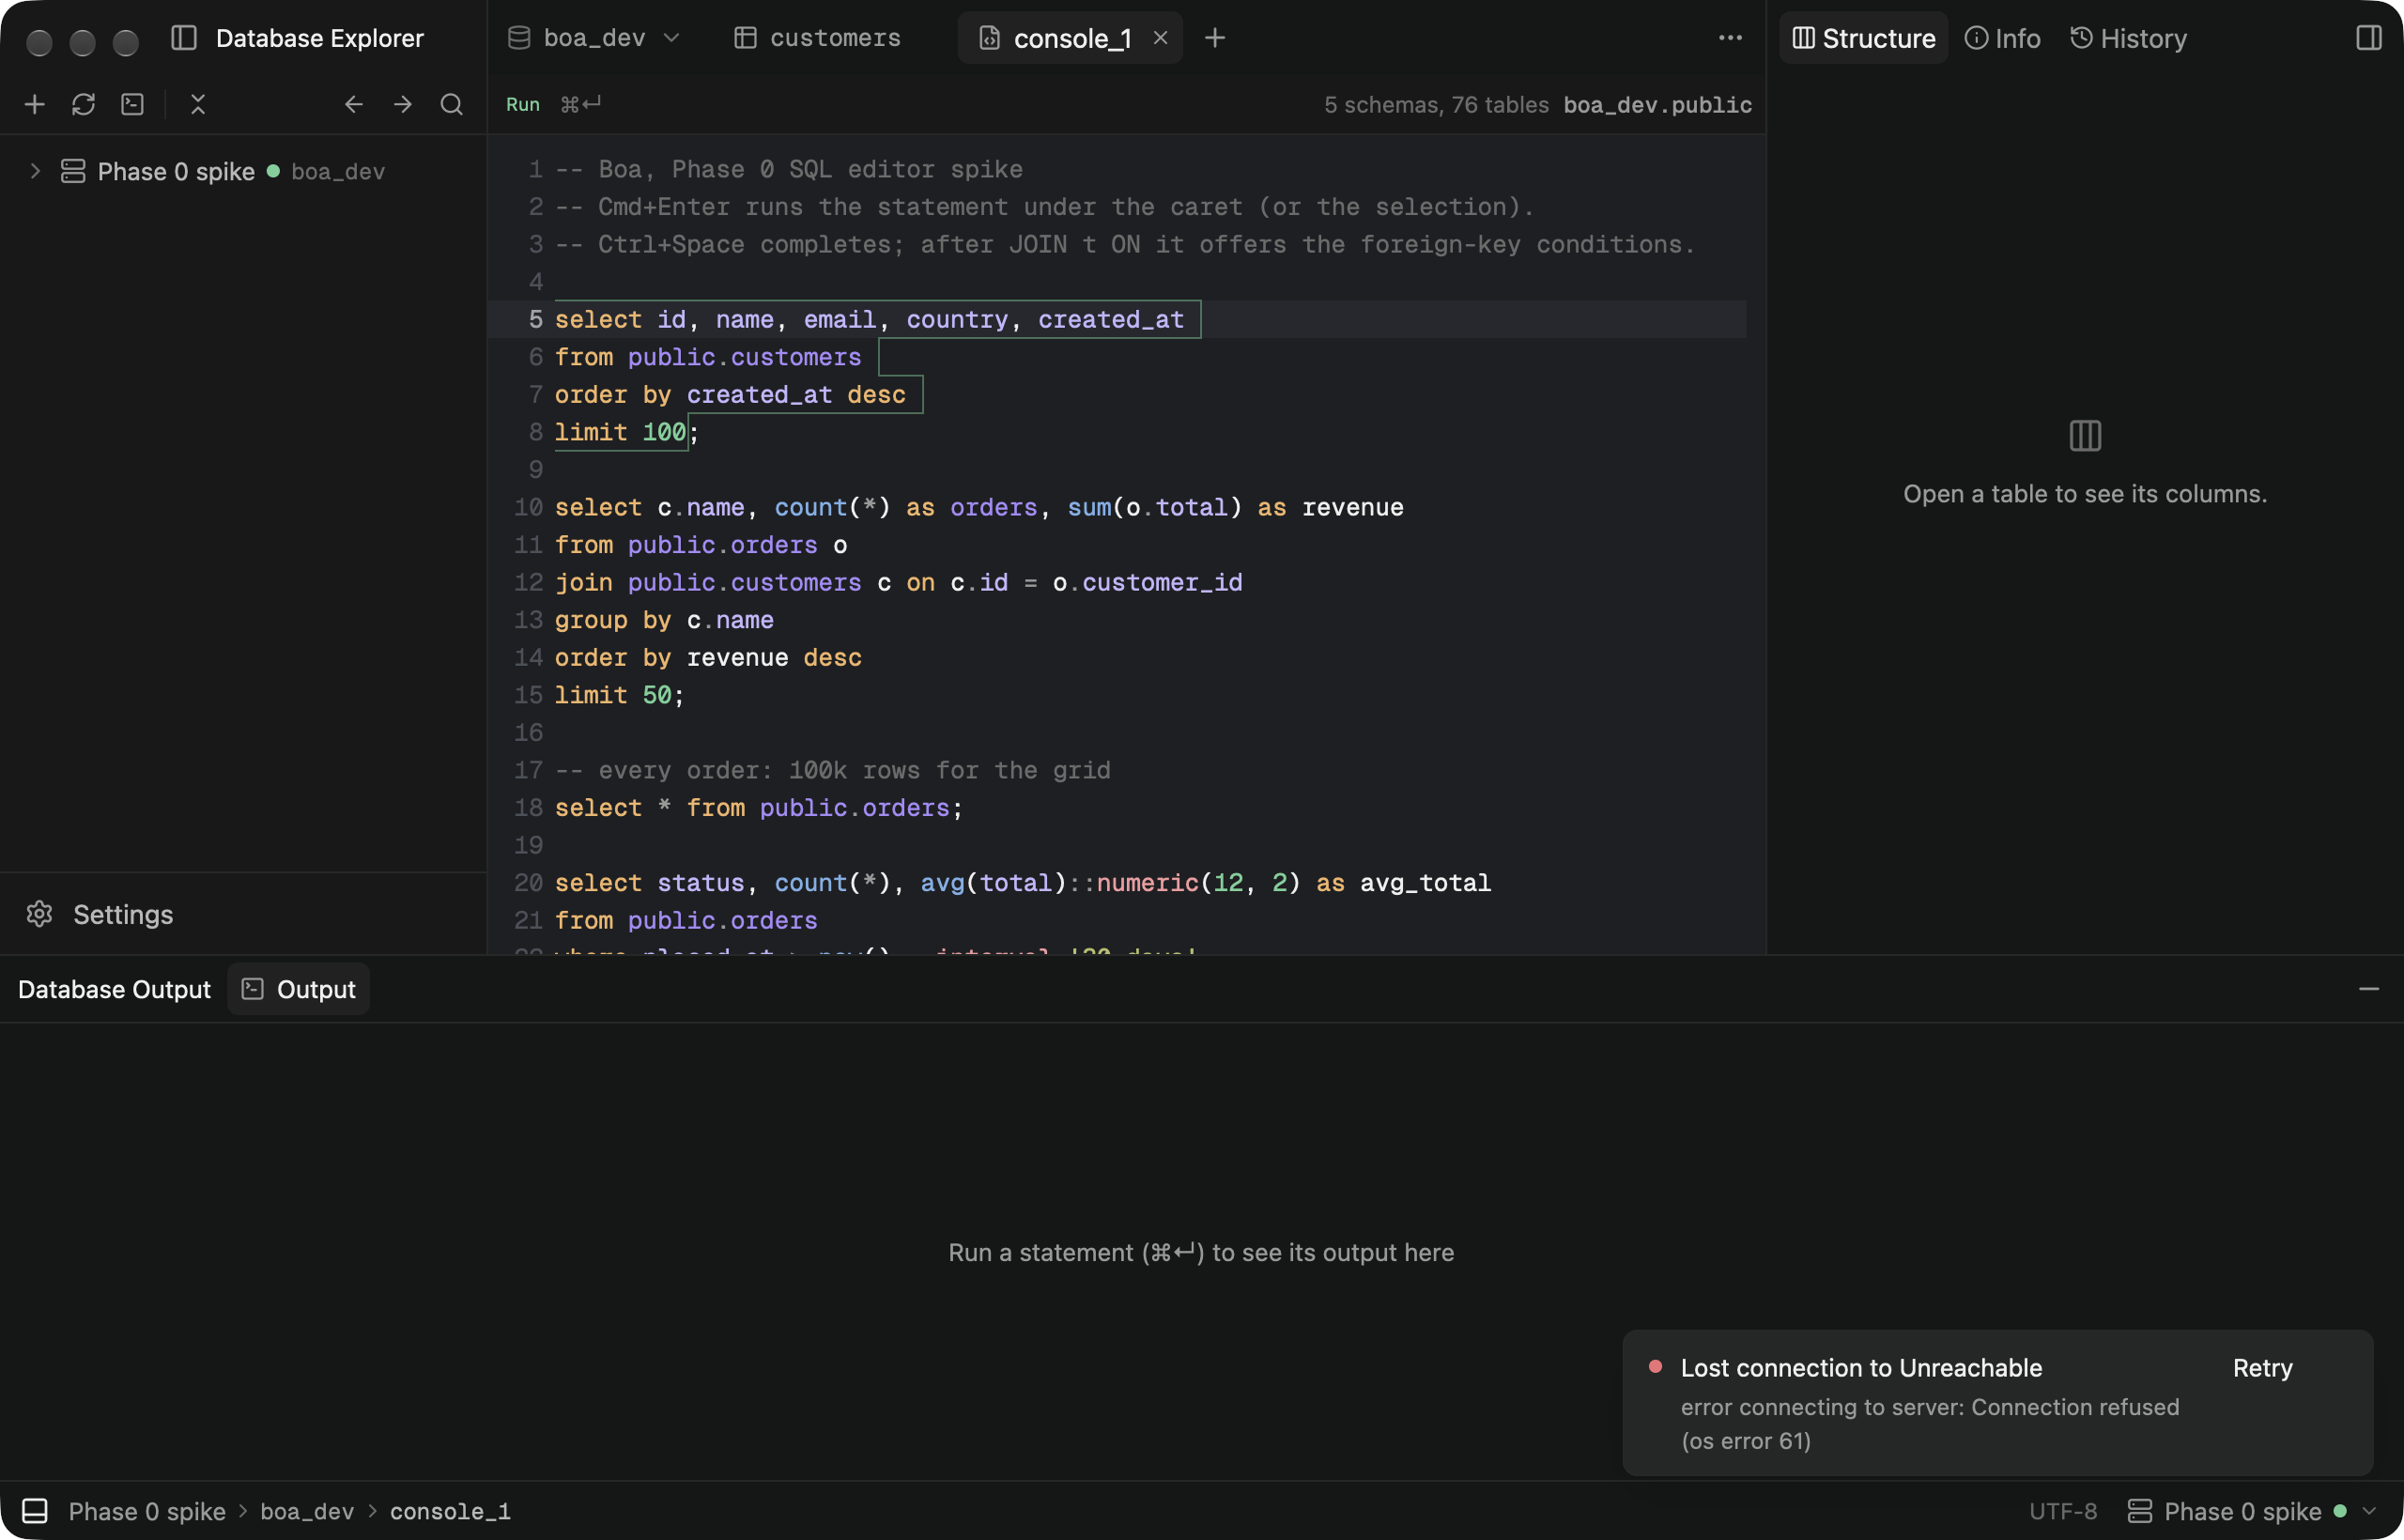 Database Explorer
boa_dev
customers
console_1
Structure
Info
History
Run ⌘↵
5 schemas, 76 tables boa_dev.public
Phase 0 spike boa_dev
1 -- Boa, Phase 0 SQL editor spike
2 -- Cmd+Enter runs the statement under the caret (or the selection).
3 -- Ctrl+Space completes; after JOIN t ON it offers the foreign-key conditions.
4
5 select id, name, email, country, created_at
6 from public.customers
7 order by created_at desc
8 limit 100;
9
10 select c.name, count(*) as orders, sum(o.total) as revenue
11 from public.orders o
12 join public.customers c on c.id = o.customer_id
13 group by c.name
14 order by revenue desc
15 limit 50;
16
17 -- every order: 100k rows for the grid
18 select * from public.orders;
19
20 select status, count(*), avg(total)::numeric(12, 2) as avg_total
21 from public.orders
Open a table to see its columns.
Settings
Database Output
Output
Run a statement (⌘↵) to see its output here
Lost connection to Unreachable
Retry
error connecting to server: Connection refused
(os error 61)
Phase 0 spike > boa_dev > console_1
UTF-8
Phase 0 spike